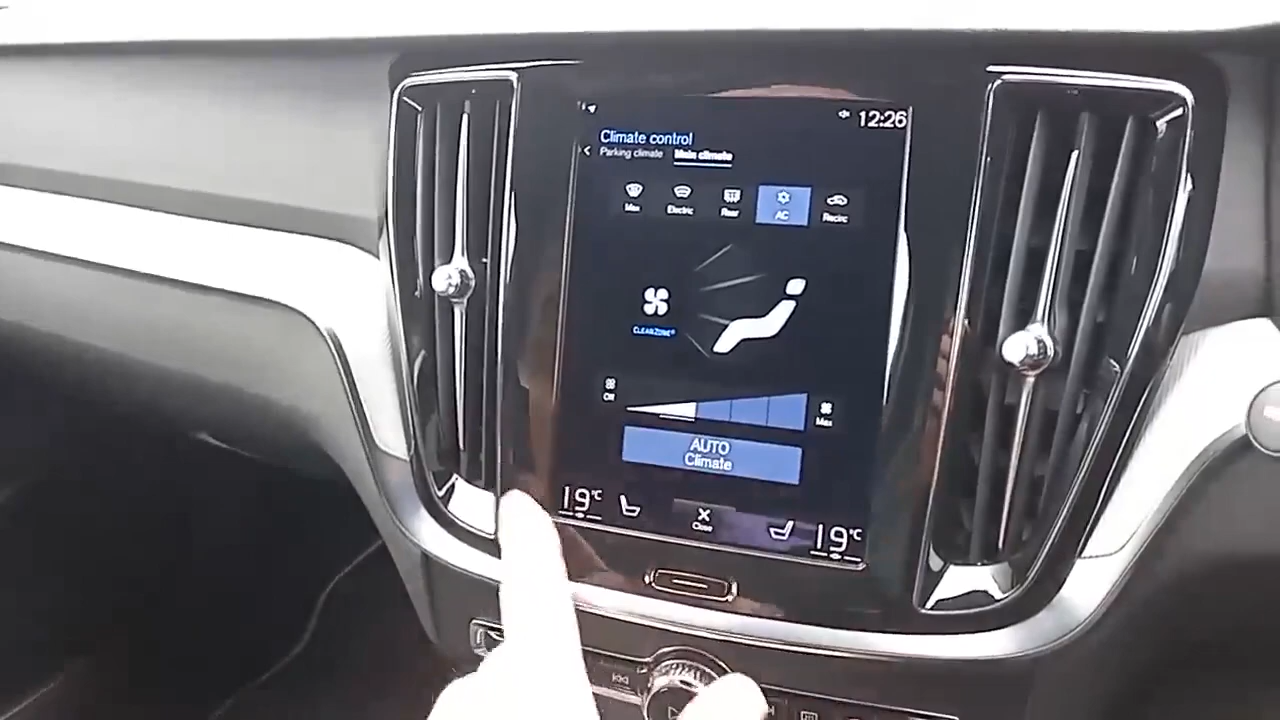 12:26
Climate control
Parking climate Main climate
Max Electric Rear AC Recirc
CLEANZONE®
Off
Max
AUTO
Climate
19°C
Close
19°C